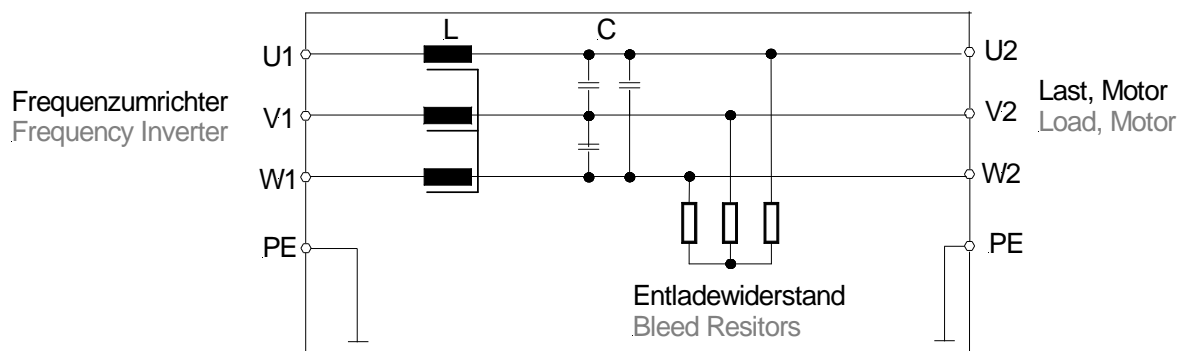 L C
U1 U2
Frequenzumrichter
Frequency Inverter
V1 V2
Last, Motor
Load, Motor
W1 W2
PE PE
Entladewiderstand
Bleed Resitors